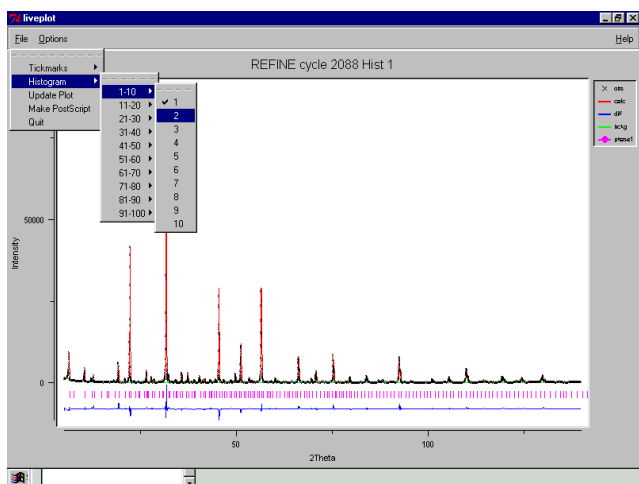 liveplot
File Options Help
REFINE cycle 2088 Hist 1
Tickmarks
Histogram
Update Plot
Make PostScript
Quit
1-10
11-20
21-30
31-40
41-50
51-60
61-70
71-80
81-90
91-100
1
2
3
4
5
6
7
8
9
10
obs
calc
dif
bckg
phase1
Intensity
50000
0
50
100
2Theta